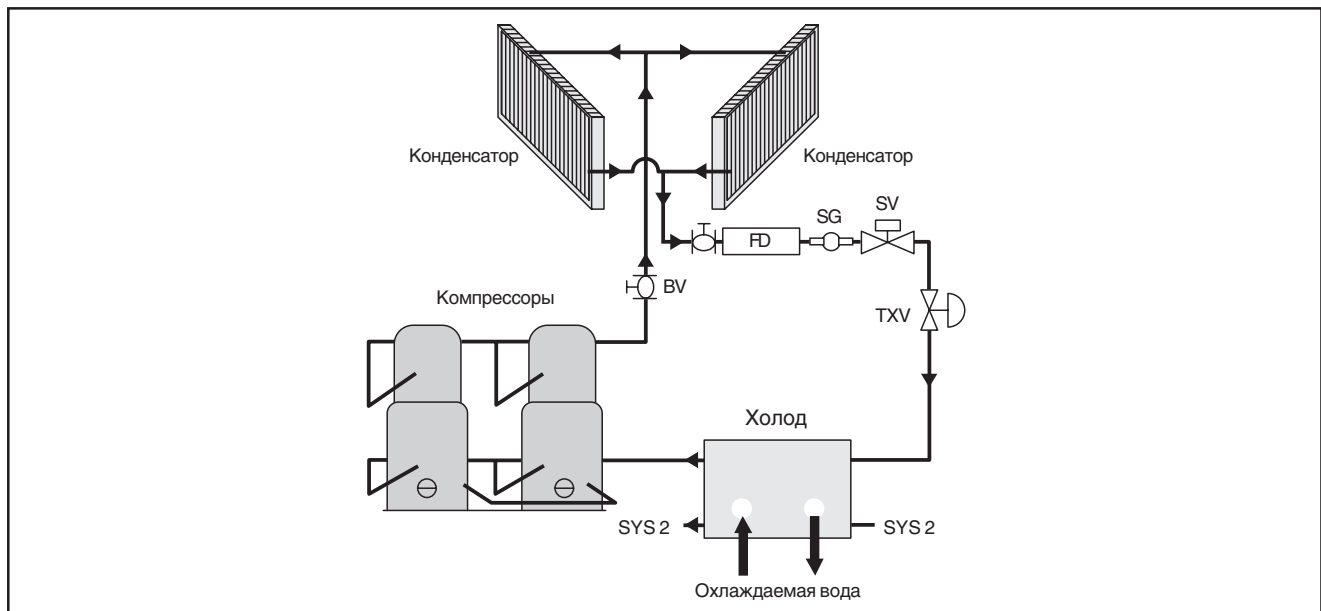 Конденсатор
Конденсатор
SG
SV
FD
BV
TXV
Компрессоры
Холод
SYS 2
SYS 2
Охлаждаемая вода